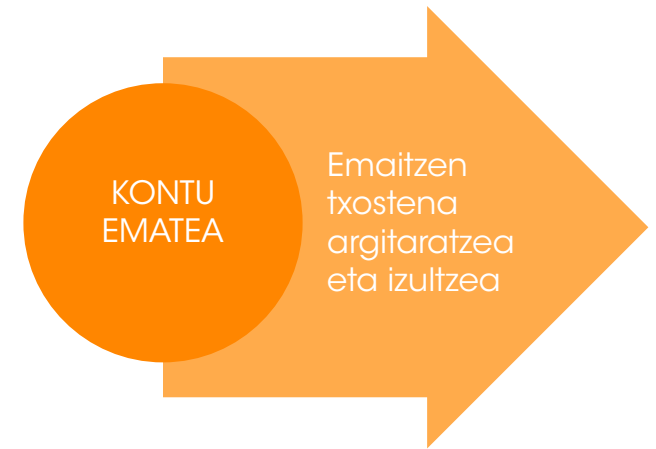 KONTU
EMATEA
Emaitzen
txostena
argitaratzea
eta izultzea